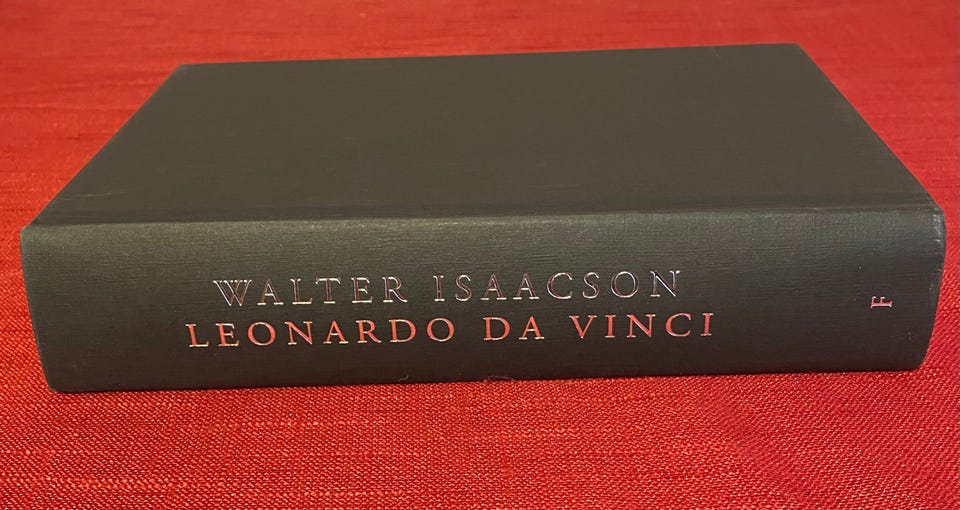 WALTER ISAACSON
LEONARDO DA VINCI
F